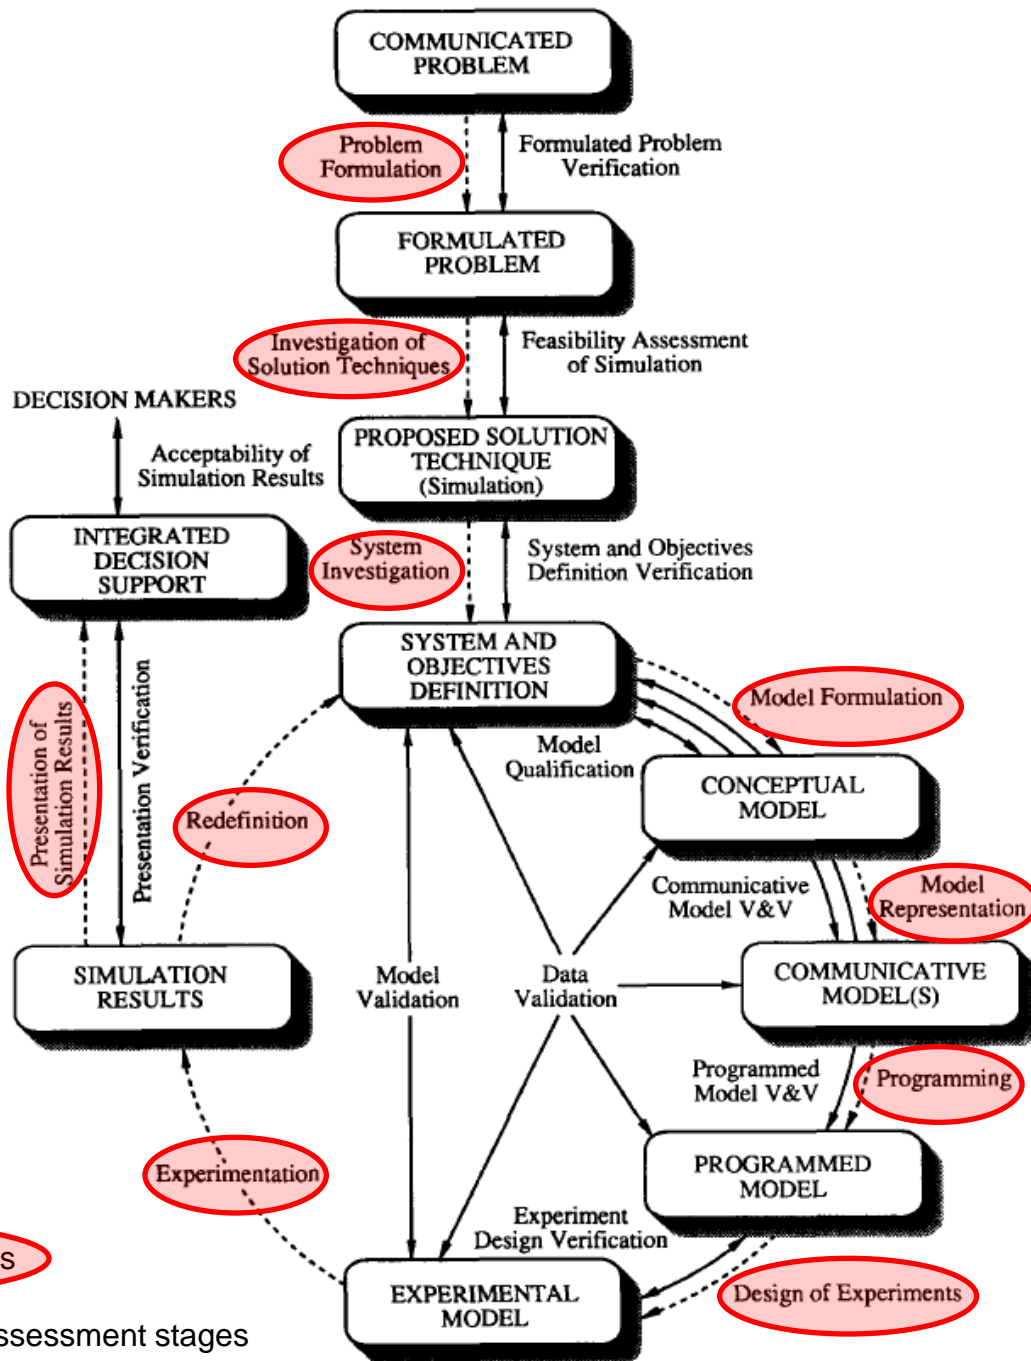 COMMUNICATED
PROBLEM
Problem
Formulation
Formulated Problem
Verification
FORMULATED
PROBLEM
Investigation of
Solution Techniques
Feasibility Assessment
of Simulation
DECISION MAKERS
Acceptability of
Simulation Results
PROPOSED SOLUTION
TECHNIQUE
(Simulation)
INTEGRATED
DECISION
SUPPORT
System
Investigation
System and Objectives
Definition Verification
SYSTEM AND
OBJECTIVES
DEFINITION
Presentation of
Simulation Results
Presentation Verification
Redefinition
Model
Qualification
Model Formulation
CONCEPTUAL
MODEL
Communicative
Model V&V
Model
Representation
SIMULATION
RESULTS
Model
Validation
Data
Validation
COMMUNICATIVE
MODEL(S)
Programmed
Model V&V
Programming
Experimentation
PROGRAMMED
MODEL
Experiment
Design Verification
EXPERIMENTAL
MODEL
Design of Experiments
s
ssessment stages